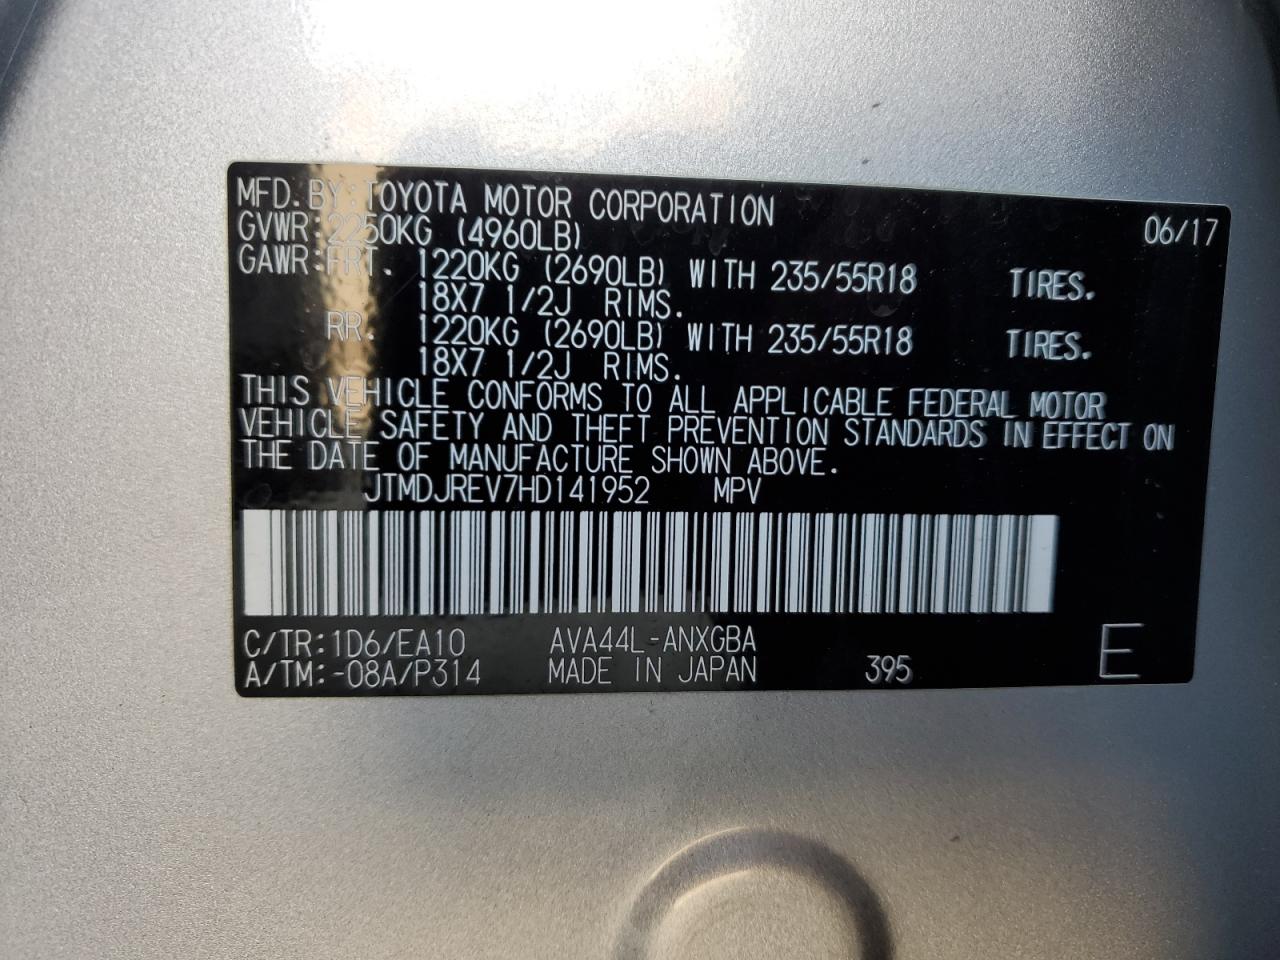 MFD. BY:TOYOTA MOTOR CORPORATION 06/17
GVWR:2250KG (4960LB)
GAWR:FRT. 1220KG (2690LB) WITH 235/55R18 TIRES.
18X7 1/2J RIMS.
RR. 1220KG (2690LB) WITH 235/55R18 TIRES.
18X7 1/2J RIMS.
THIS VEHICLE CONFORMS TO ALL APPLICABLE FEDERAL MOTOR
VEHICLE SAFETY AND THEFT PREVENTION STANDARDS IN EFFECT ON
THE DATE OF MANUFACTURE SHOWN ABOVE.
JTMDJREV7HD141952 MPV
C/TR:1D6/EA10 AVA44L-ANXGBA
A/TM:-08A/P314 MADE IN JAPAN 395 E